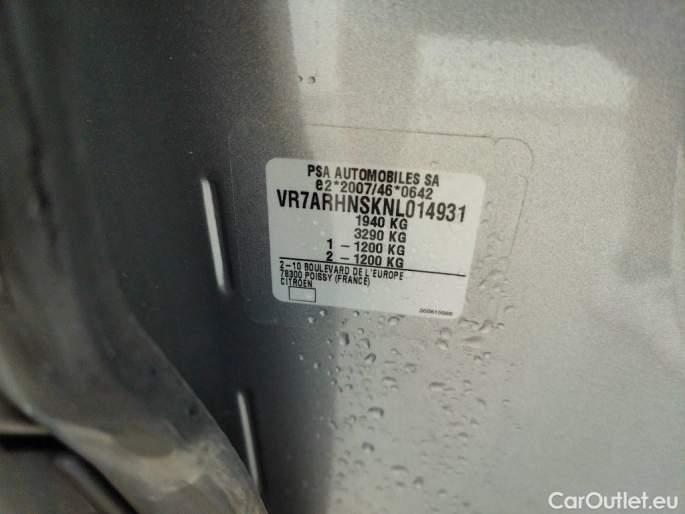 PSA AUTOMOBILES SA
e2*2007/46*0642
VR7ARHNSKNL014931
1940 KG
3290 KG
1 – 1200 KG
2 – 1200 KG
2–10 BOULEVARD DE L'EUROPE
78300 POISSY (FRANCE)
CITROEN
CarOutlet.eu